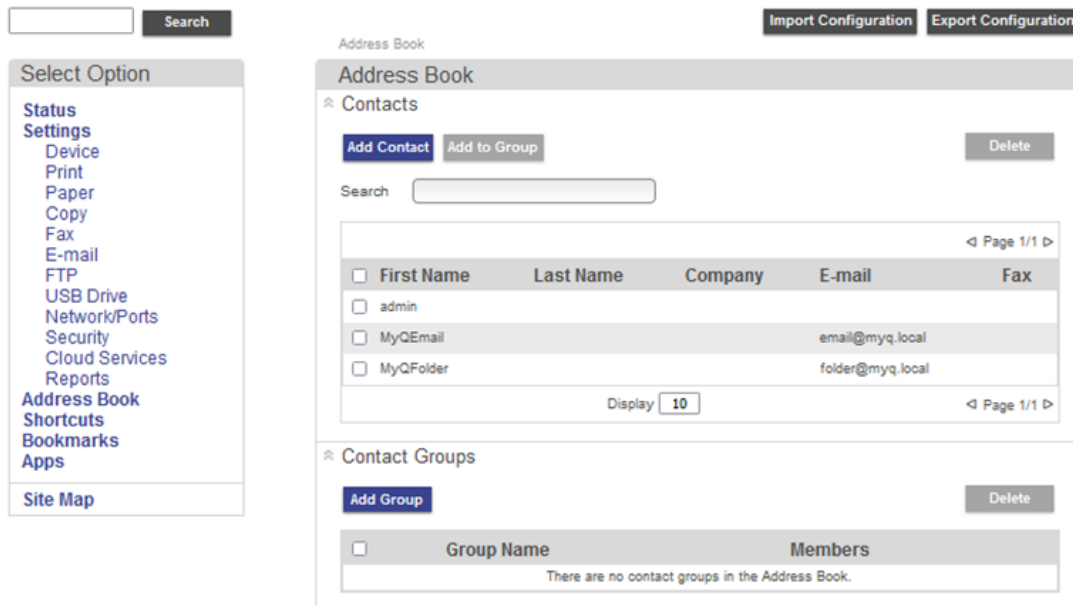 Search
Import Configuration Export Configuration
Address Book
Select Option
Status
Settings
Device
Print
Paper
Copy
Fax
E-mail
FTP
USB Drive
Network/Ports
Security
Cloud Services
Reports
Address Book
Shortcuts
Bookmarks
Apps
Site Map
Address Book
Contacts
Add Contact Add to Group Delete
Search
Page 1/1
First Name Last Name Company E-mail Fax
admin
MyQEmail email@myq.local
MyQFolder folder@myq.local
Display 10 Page 1/1
Contact Groups
Add Group Delete
Group Name Members
There are no contact groups in the Address Book.